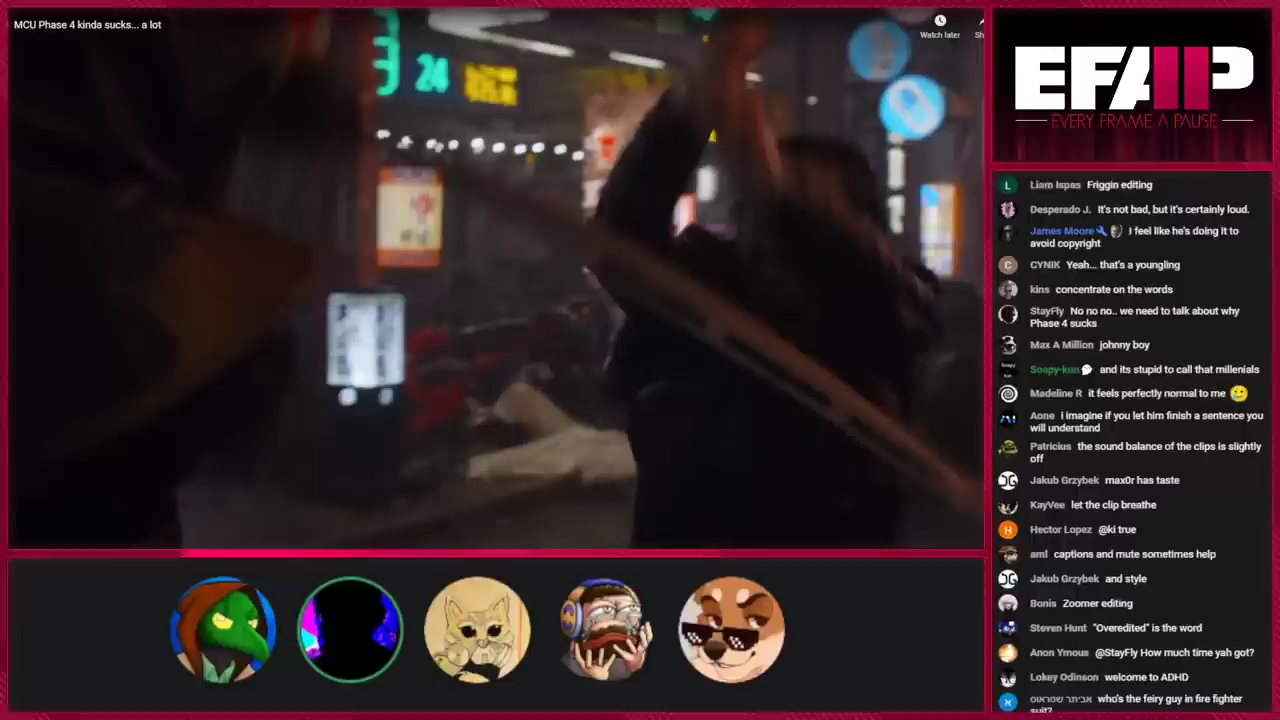 MCU Phase 4 kinda sucks... a lot
Watch later
24
EFAP
EVERY FRAME A PAUSE
L
Liam Ispas Friggin editing
Desperado J. It's not bad, but it's certainly loud.
James Moore I feel like he's doing it to
avoid copyright
C
CYNIK Yeah... that's a youngling
kins concentrate on the words
StayFly No no no.. we need to talk about why
Phase 4 sucks
Max A Million johnny boy
Soapy-kun and its stupid to call that millenials
Madeline R it feels perfectly normal to me
Aone i imagine if you let him finish a sentence you
will understand
Patricius the sound balance of the clips is slightly
off
Jakub Grzybek max0r has taste
KayVee let the clip breathe
H
Hector Lopez @ki true
aml captions and mute sometimes help
Jakub Grzybek and style
Bonis Zoomer editing
Steven Hunt "Overedited" is the word
Anon Ymous @StayFly How much time yah got?
Lokey Odinson welcome to ADHD
א
אביתר שטראוס who's the feiry guy in fire fighter
suit?